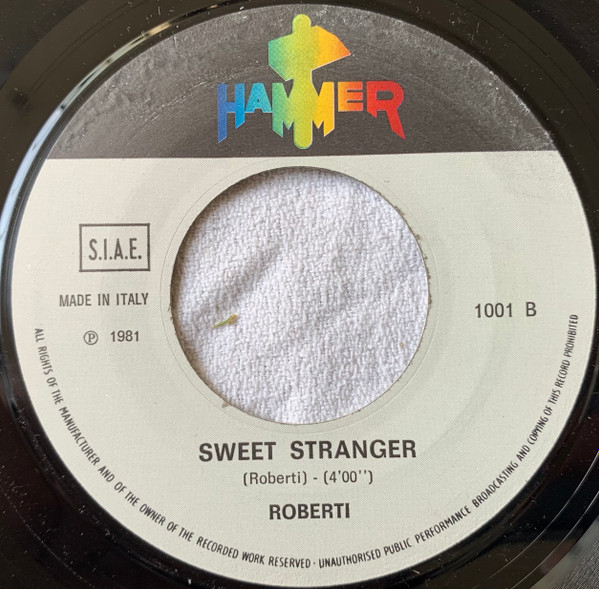 HAMMER
S.I.A.E.
MADE IN ITALY
℗ 1981
1001 B
SWEET STRANGER
(Roberti) - (4'00'')
ROBERTI
ALL RIGHTS OF THE MANUFACTURER AND OF THE OWNER OF THE RECORDED WORK RESERVED · UNAUTHORISED PUBLIC PERFORMANCE BROADCASTING AND COPYING OF THIS RECORD PROHIBITED